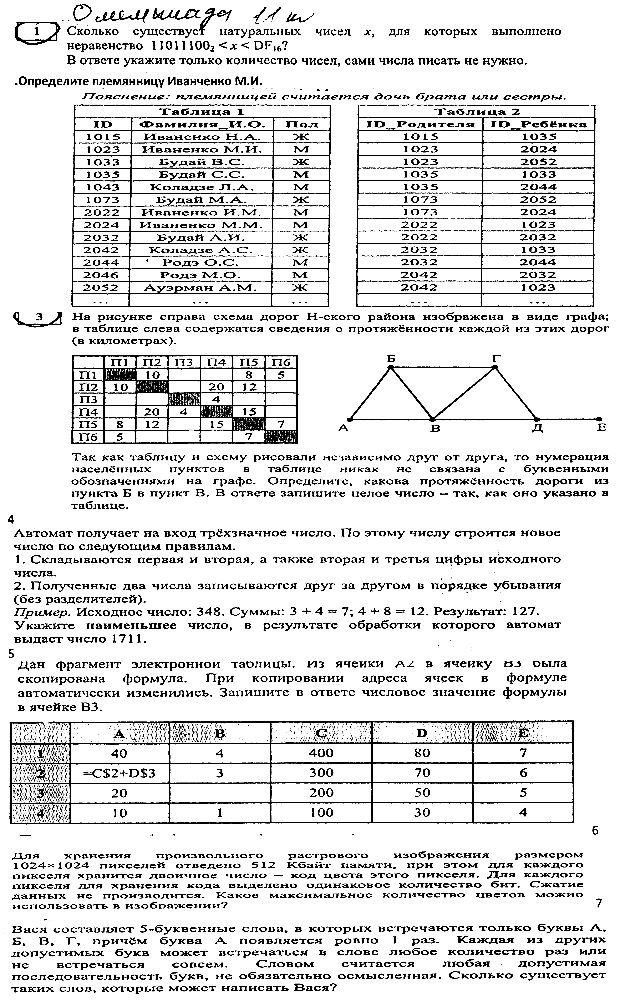 Олимпиада 11 кл
1
Сколько существует натуральных чисел x, для которых выполнено
неравенство 11011100₂ < x < DF₁₆?
В ответе укажите только количество чисел, сами числа писать не нужно.
.Определите племянницу Иванченко М.И.
Пояснение: племянницей считается дочь брата или сестры.
Таблица 1
ID Фамилия_И.О. Пол
1015 Иваненко Н.А. Ж
1023 Иваненко М.И. М
1033 Будай В.С. Ж
1035 Будай С.С. М
1043 Коладзе Л.А. М
1073 Будай М.А. Ж
2022 Иваненко И.М. М
2024 Иваненко М.М. М
2032 Будай А.И. Ж
2042 Коладзе А.С. Ж
2044 Родэ О.С. М
2046 Родэ М.О. М
2052 Ауэрман А.М. Ж
... ... ...
Таблица 2
ID_Родителя ID_Ребёнка
1015 1035
1023 2024
1023 2052
1035 1033
1035 2044
1073 2052
1073 2024
2022 1023
2022 2032
2032 1033
2032 2044
2042 2032
2042 1023
... ...
3
На рисунке справа схема дорог Н-ского района изображена в виде графа;
в таблице слева содержатся сведения о протяжённости каждой из этих дорог
(в километрах).
П1 П2 П3 П4 П5 П6
П1 10 8 5
П2 10 20 12
П3 4
П4 20 4 15
П5 8 12 15 7
П6 5 7
Б Г
А В Д Е
Так как таблицу и схему рисовали независимо друг от друга, то нумерация
населённых пунктов в таблице никак не связана с буквенными
обозначениями на графе. Определите, какова протяжённость дороги из
пункта Б в пункт В. В ответе запишите целое число – так, как оно указано в
таблице.
4
Автомат получает на вход трёхзначное число. По этому числу строится новое
число по следующим правилам.
1. Складываются первая и вторая, а также вторая и третья цифры исходного
числа.
2. Полученные два числа записываются друг за другом в порядке убывания
(без разделителей).
Пример. Исходное число: 348. Суммы: 3 + 4 = 7; 4 + 8 = 12. Результат: 127.
Укажите наименьшее число, в результате обработки которого автомат
выдаст число 1711.
5
Дан фрагмент электронной таблицы. Из ячейки A2 в ячейку B3 была
скопирована формула. При копировании адреса ячеек в формуле
автоматически изменились. Запишите в ответе числовое значение формулы
в ячейке B3.
A B C D E
1 40 4 400 80 7
2 =C$2+D$3 3 300 70 6
3 20 200 50 5
4 10 1 100 30 4
6
Для хранения произвольного растрового изображения размером
1024×1024 пикселей отведено 512 Кбайт памяти, при этом для каждого
пикселя хранится двоичное число – код цвета этого пикселя. Для каждого
пикселя для хранения кода выделено одинаковое количество бит. Сжатие
данных не производится. Какое максимальное количество цветов можно
использовать в изображении?
7
Вася составляет 5-буквенные слова, в которых встречаются только буквы А,
Б, В, Г, причём буква А появляется ровно 1 раз. Каждая из других
допустимых букв может встречаться в слове любое количество раз или
не встречаться совсем. Словом считается любая допустимая
последовательность букв, не обязательно осмысленная. Сколько существует
таких слов, которые может написать Вася?